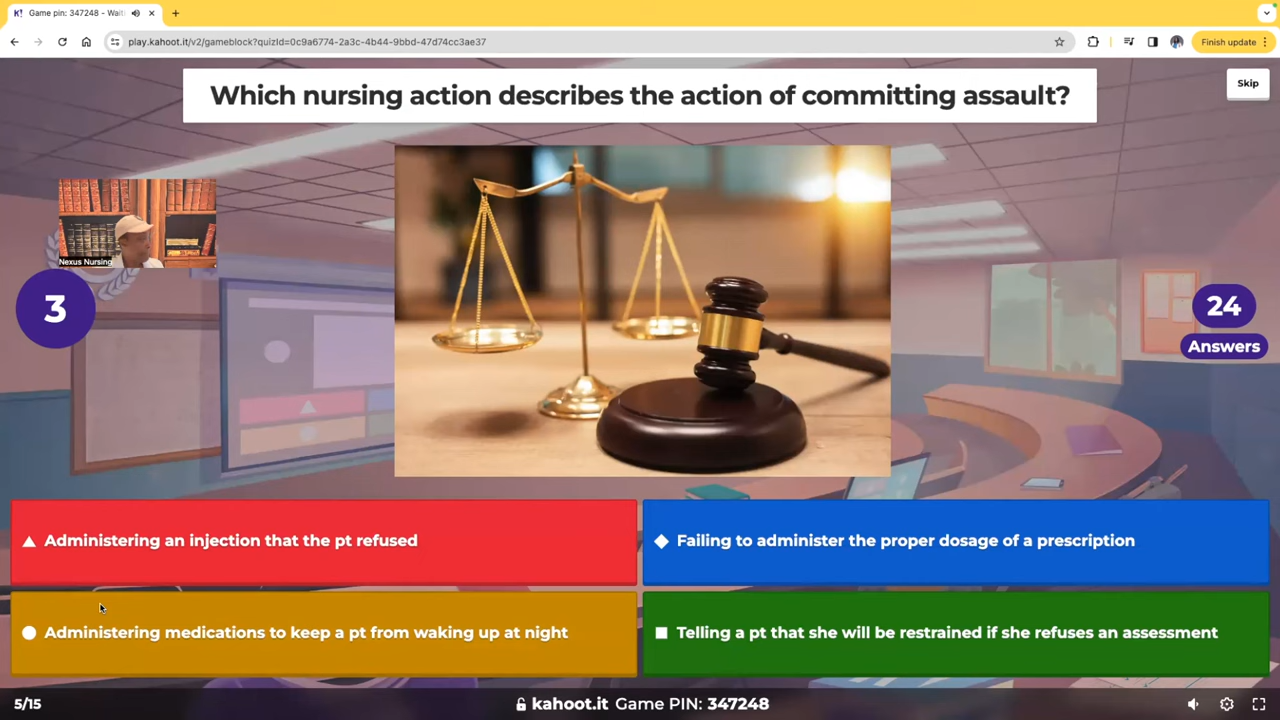 Game pin: 347248 - Waiti
play.kahoot.it/v2/gameblock?quizId=0c9a6774-2a3c-4b44-9bbd-47d74cc3ae37
Finish update
Which nursing action describes the action of committing assault?
Skip
Nexus Nursing
3
24
Answers
Administering an injection that the pt refused
Failing to administer the proper dosage of a prescription
Administering medications to keep a pt from waking up at night
Telling a pt that she will be restrained if she refuses an assessment
5/15
kahoot.it Game PIN: 347248